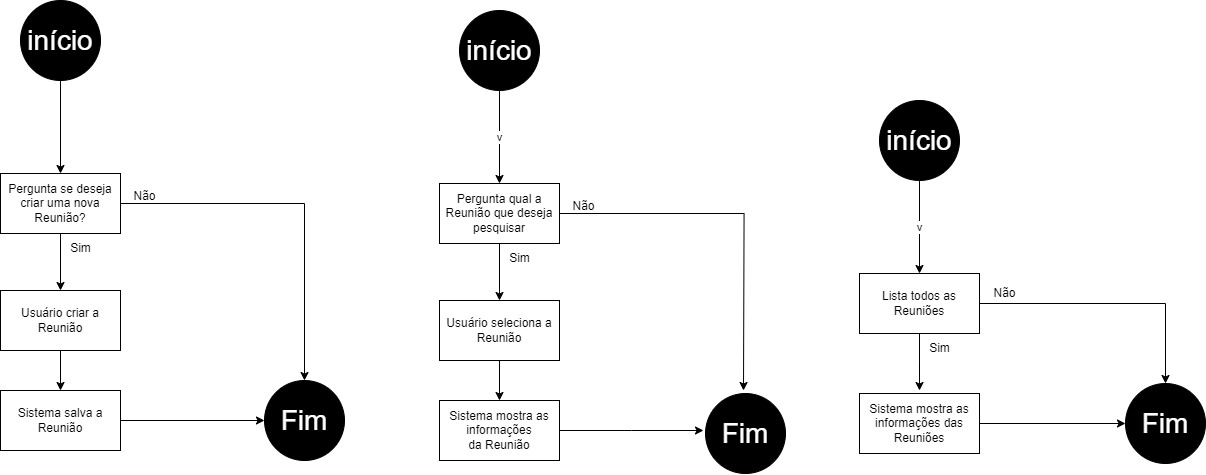 início
Pergunta se deseja
criar uma nova
Reunião?
Não
Sim
Usuário criar a
Reunião
Sistema salva a
Reunião
Fim
início
v
Pergunta qual a
Reunião que deseja
pesquisar
Não
Sim
Usuário seleciona a
Reunião
Sistema mostra as
informações
da Reunião
Fim
início
v
Lista todos as
Reuniões
Não
Sim
Sistema mostra as
informações das
Reuniões
Fim